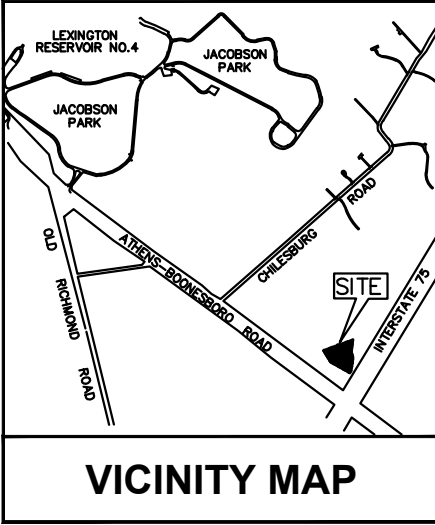 LEXINGTON
RESERVOIR NO.4
JACOBSON
PARK
JACOBSON
PARK
OLD RICHMOND ROAD
ATHENS-BOONESBORO ROAD
CHILESBURG ROAD
SITE
INTERSTATE 75
VICINITY MAP